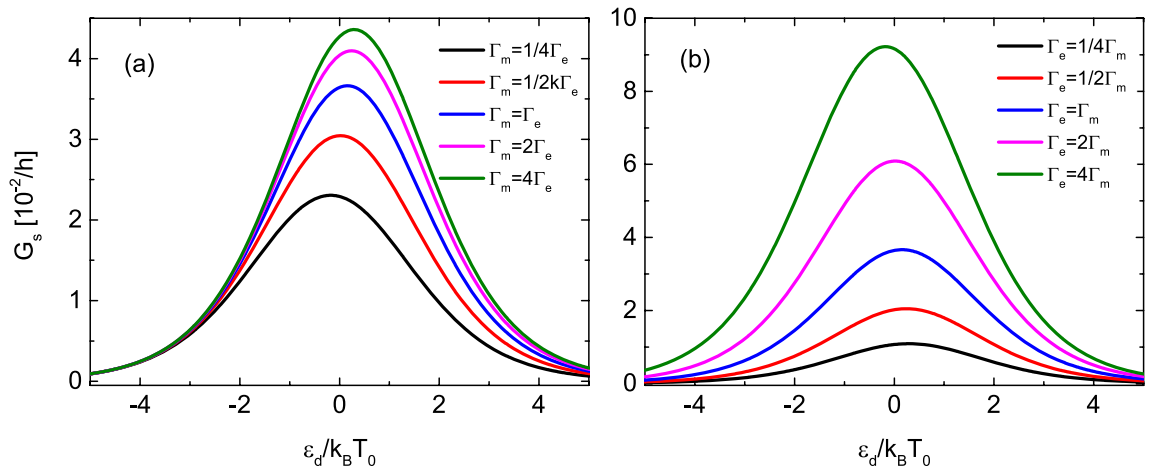 (a)
Γm=1/4Γe
Γm=1/2kΓe
Γm=Γe
Γm=2Γe
Γm=4Γe
4
3
2
1
0
Gs [10-2/h]
-4 -2 0 2 4
εd/kBT0
(b)
Γe=1/4Γm
Γe=1/2Γm
Γe=Γm
Γe=2Γm
Γe=4Γm
10
8
6
4
2
0
-4 -2 0 2 4
εd/kBT0